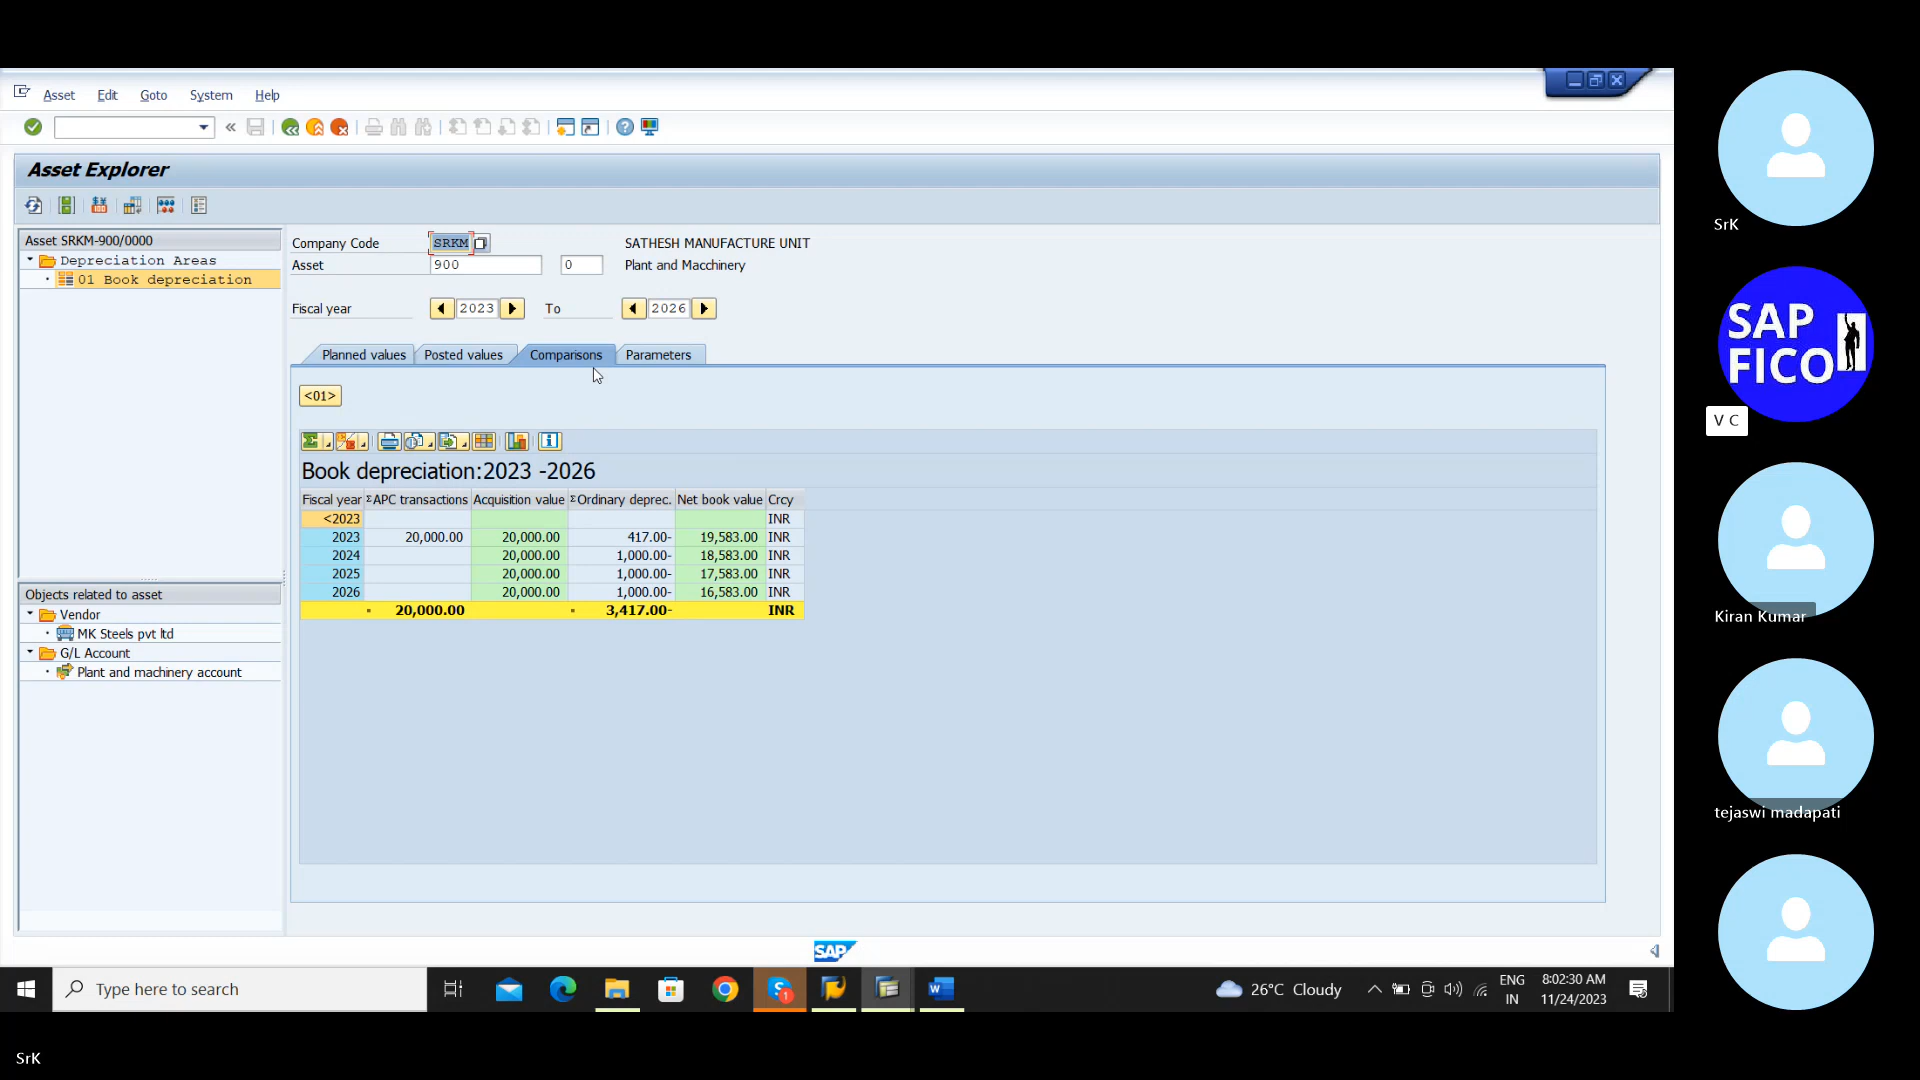 Asset Edit Goto System Help
Asset Explorer
Asset SRKM-900/0000
Depreciation Areas
01 Book depreciation
Company Code SRKM SATHESH MANUFACTURE UNIT
Asset 900 0 Plant and Macchinery
Fiscal year 2023 To 2026
Planned values Posted values Comparisons Parameters
<01>
Book depreciation:2023 -2026
Fiscal year ΣAPC transactions Acquisition value ΣOrdinary deprec. Net book value Crcy
<2023 INR
2023 20,000.00 20,000.00 417.00- 19,583.00 INR
2024 20,000.00 1,000.00- 18,583.00 INR
2025 20,000.00 1,000.00- 17,583.00 INR
2026 20,000.00 1,000.00- 16,583.00 INR
20,000.00 3,417.00- INR
Objects related to asset
Vendor
MK Steels pvt ltd
G/L Account
Plant and machinery account
SAP
Type here to search
1
26°C Cloudy
ENG
IN
8:02:30 AM
11/24/2023
SrK
SAP
FICO
V C
Kiran Kumar
tejaswi madapati
SrK